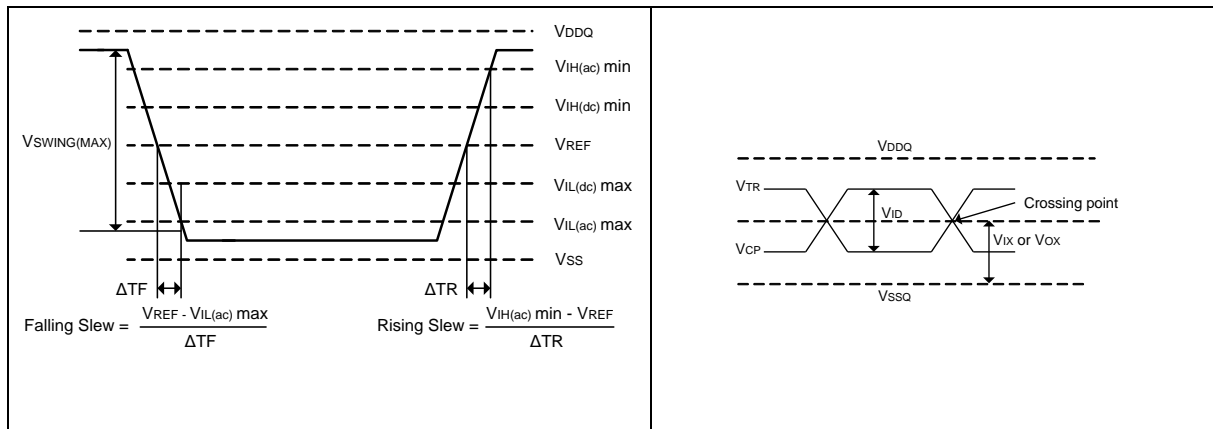 VDDQ
VIH(ac) min
VIH(dc) min
VSWING(MAX)
VREF
VIL(dc) max
VIL(ac) max
VSS
ΔTF
ΔTR
Falling Slew = VREF - VIL(ac) max
ΔTF
Rising Slew = VIH(ac) min - VREF
ΔTR
VDDQ
VTR
VID
Crossing point
VCP
VIX or VOX
VSSQ